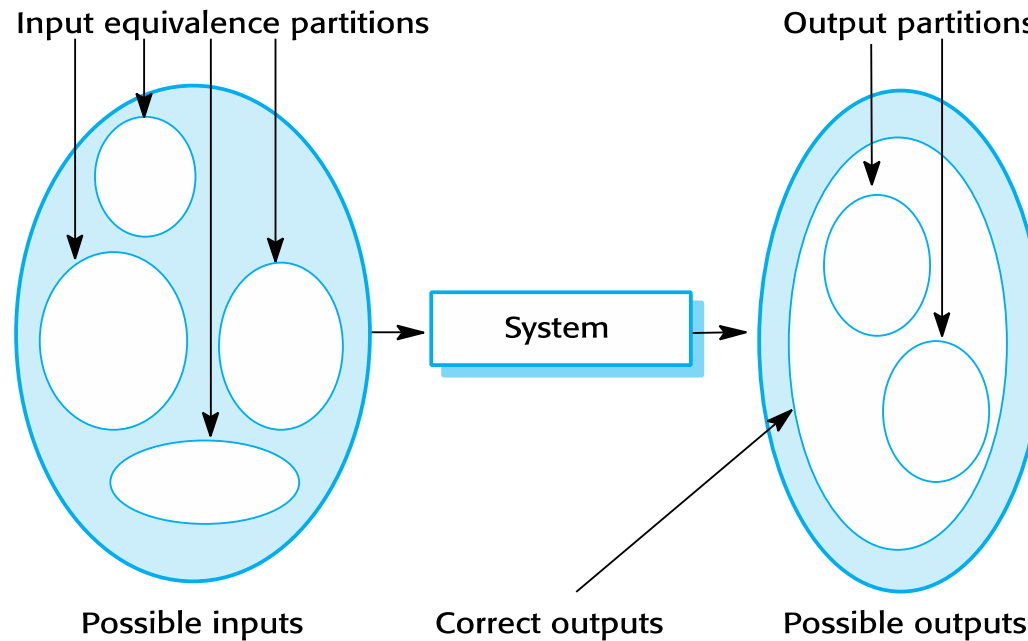 Input equivalence partitions
Output partitions
System
Possible inputs
Correct outputs
Possible outputs